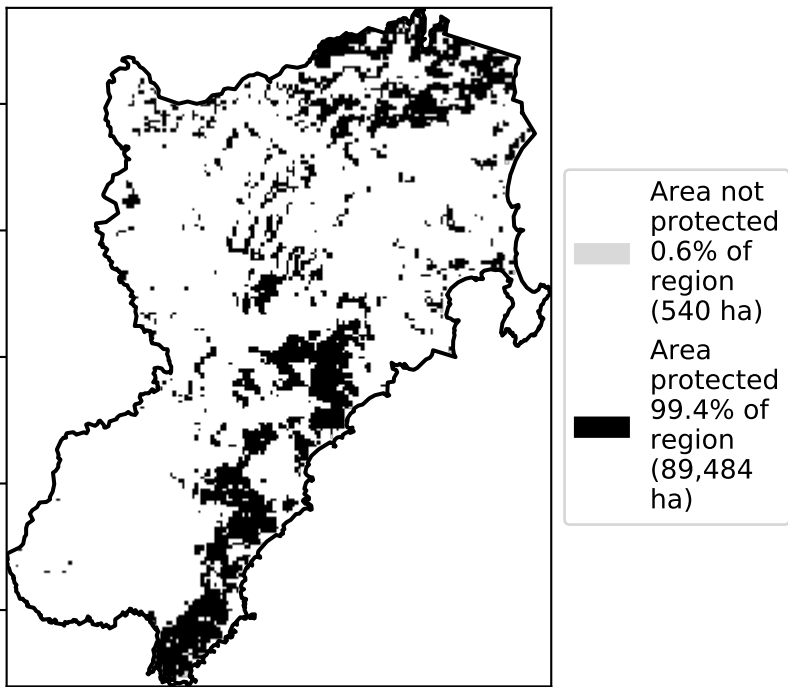 Area not
protected
0.6% of
region
(540 ha)
Area
protected
99.4% of
region
(89,484
ha)